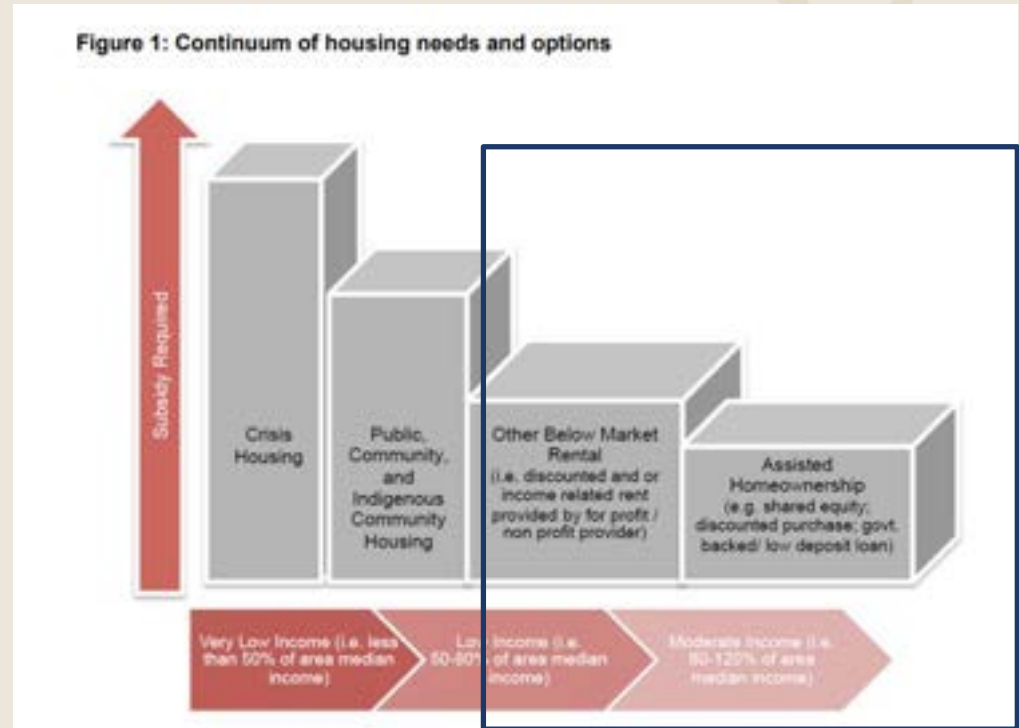 Figure 1: Continuum of housing needs and options
Subsidy Required
Crisis
Housing
Public,
Community,
and
Indigenous
Community
Housing
Other Below Market
Rental
(i.e. discounted and or
income related rent
provided by for profit /
non profit provider)
Assisted
Homeownership
(e.g. shared equity;
discounted purchase; govt.
backed/ low deposit loan)
Very Low Income (i.e. less
than 50% of area median
income)
Low Income (i.e.
50-80% of area median
income)
Moderate Income (i.e.
80-120% of area
median income)